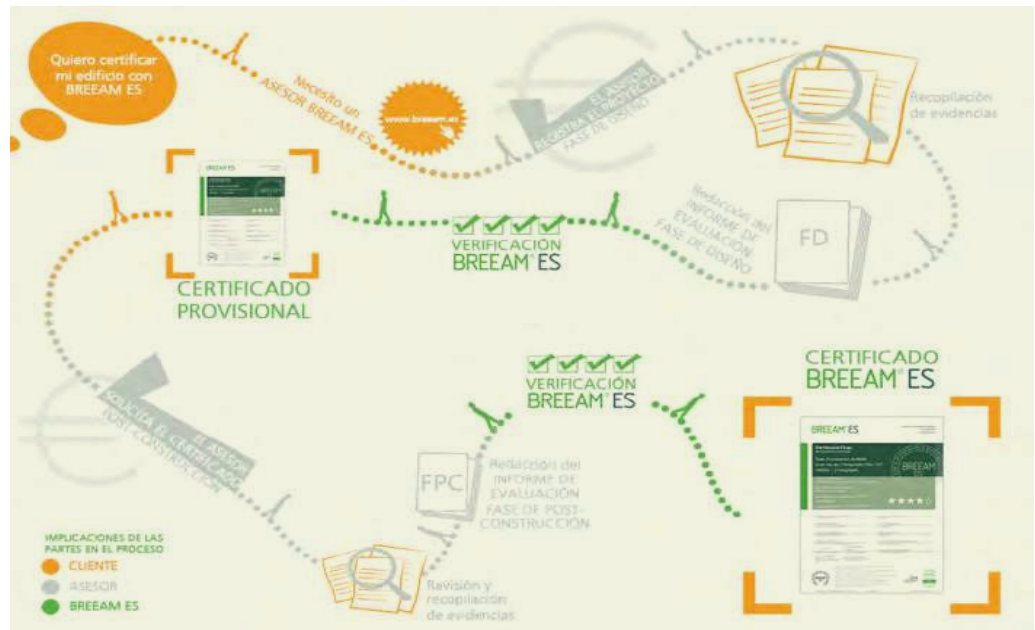 Quiero certificar
mi edificio con
BREEAM ES
Necesito un
ASESOR BREEAM ES
www.breeam.es
EL ASESOR
REGISTRA EL PROYECTO
FASE DE DISEÑO
Recopilación
de evidencias
Redacción del
INFORME DE
EVALUACIÓN
FASE DE DISEÑO
FD
VERIFICACIÓN
BREEAM® ES
BREEAM ES
CERTIFICADO
PROVISIONAL
EL ASESOR
SOLICITA EL CERTIFICADO
POST-CONSTRUCCIÓN
Revisión y
recopilación
de evidencias
FPC
Redacción del
INFORME DE
EVALUACIÓN
FASE DE POST-
CONSTRUCCIÓN
VERIFICACIÓN
BREEAM® ES
CERTIFICADO
BREEAM® ES
BREEAM® ES
BREEAM
IMPLICACIONES DE LAS
PARTES EN EL PROCESO
CLIENTE
ASESOR
BREEAM ES